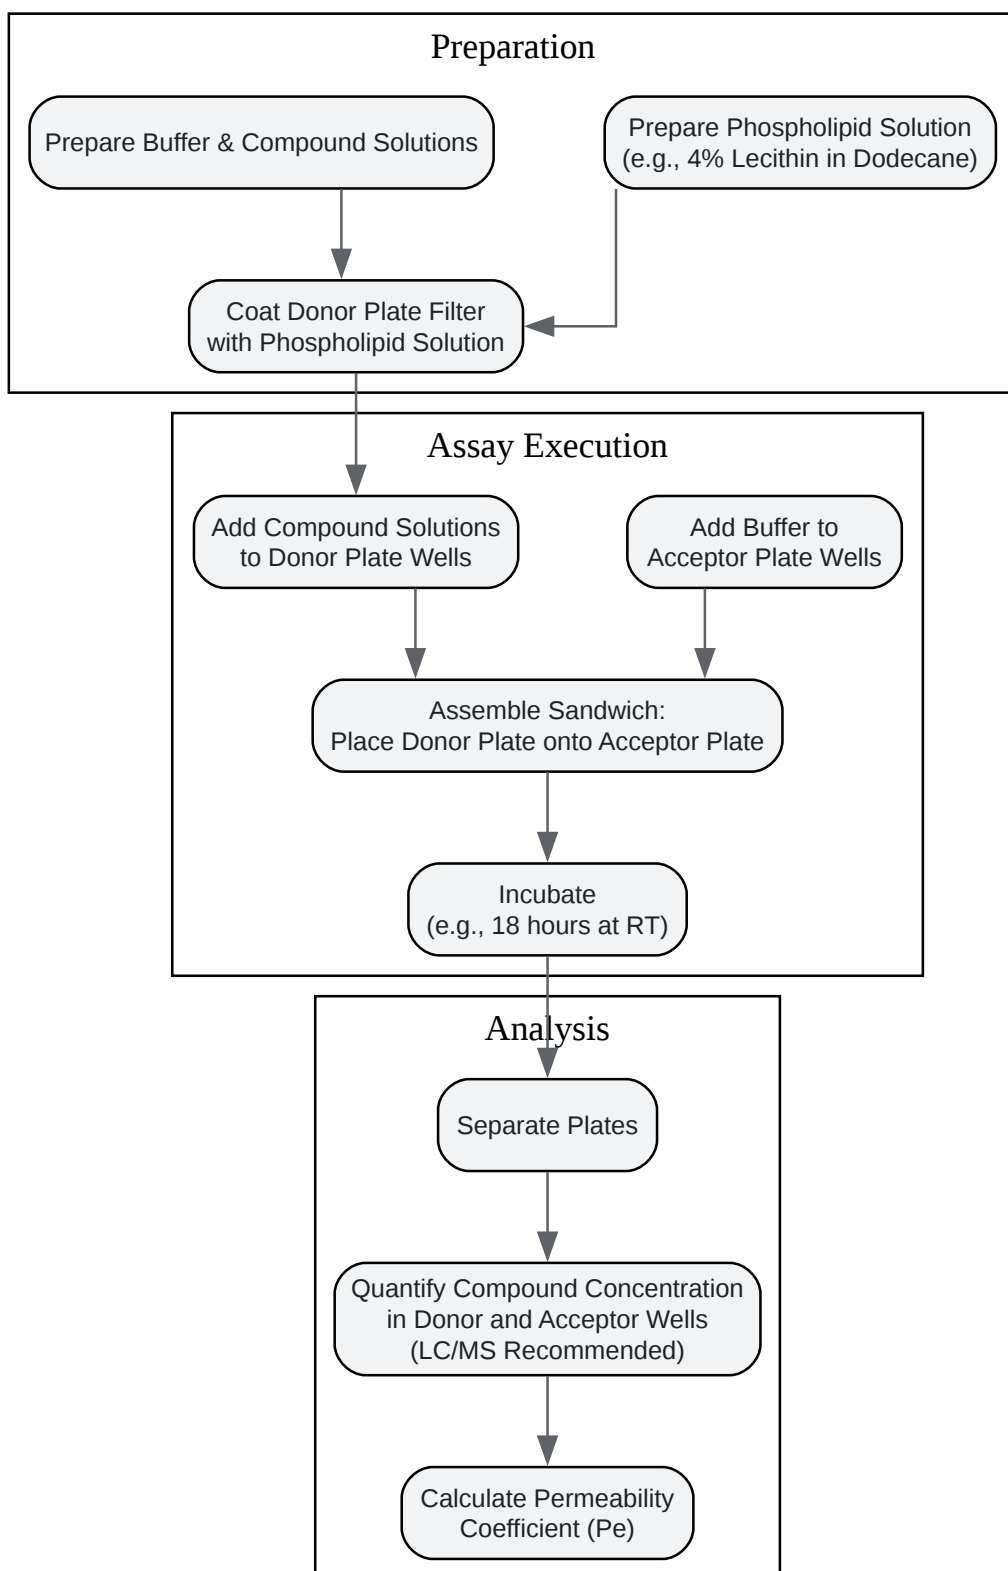 Preparation
Prepare Buffer & Compound Solutions
Prepare Phospholipid Solution
(e.g., 4% Lecithin in Dodecane)
Coat Donor Plate Filter
with Phospholipid Solution
Assay Execution
Add Compound Solutions
to Donor Plate Wells
Add Buffer to
Acceptor Plate Wells
Assemble Sandwich:
Place Donor Plate onto Acceptor Plate
Incubate
(e.g., 18 hours at RT)
Analysis
Separate Plates
Quantify Compound Concentration
in Donor and Acceptor Wells
(LC/MS Recommended)
Calculate Permeability
Coefficient (Pe)